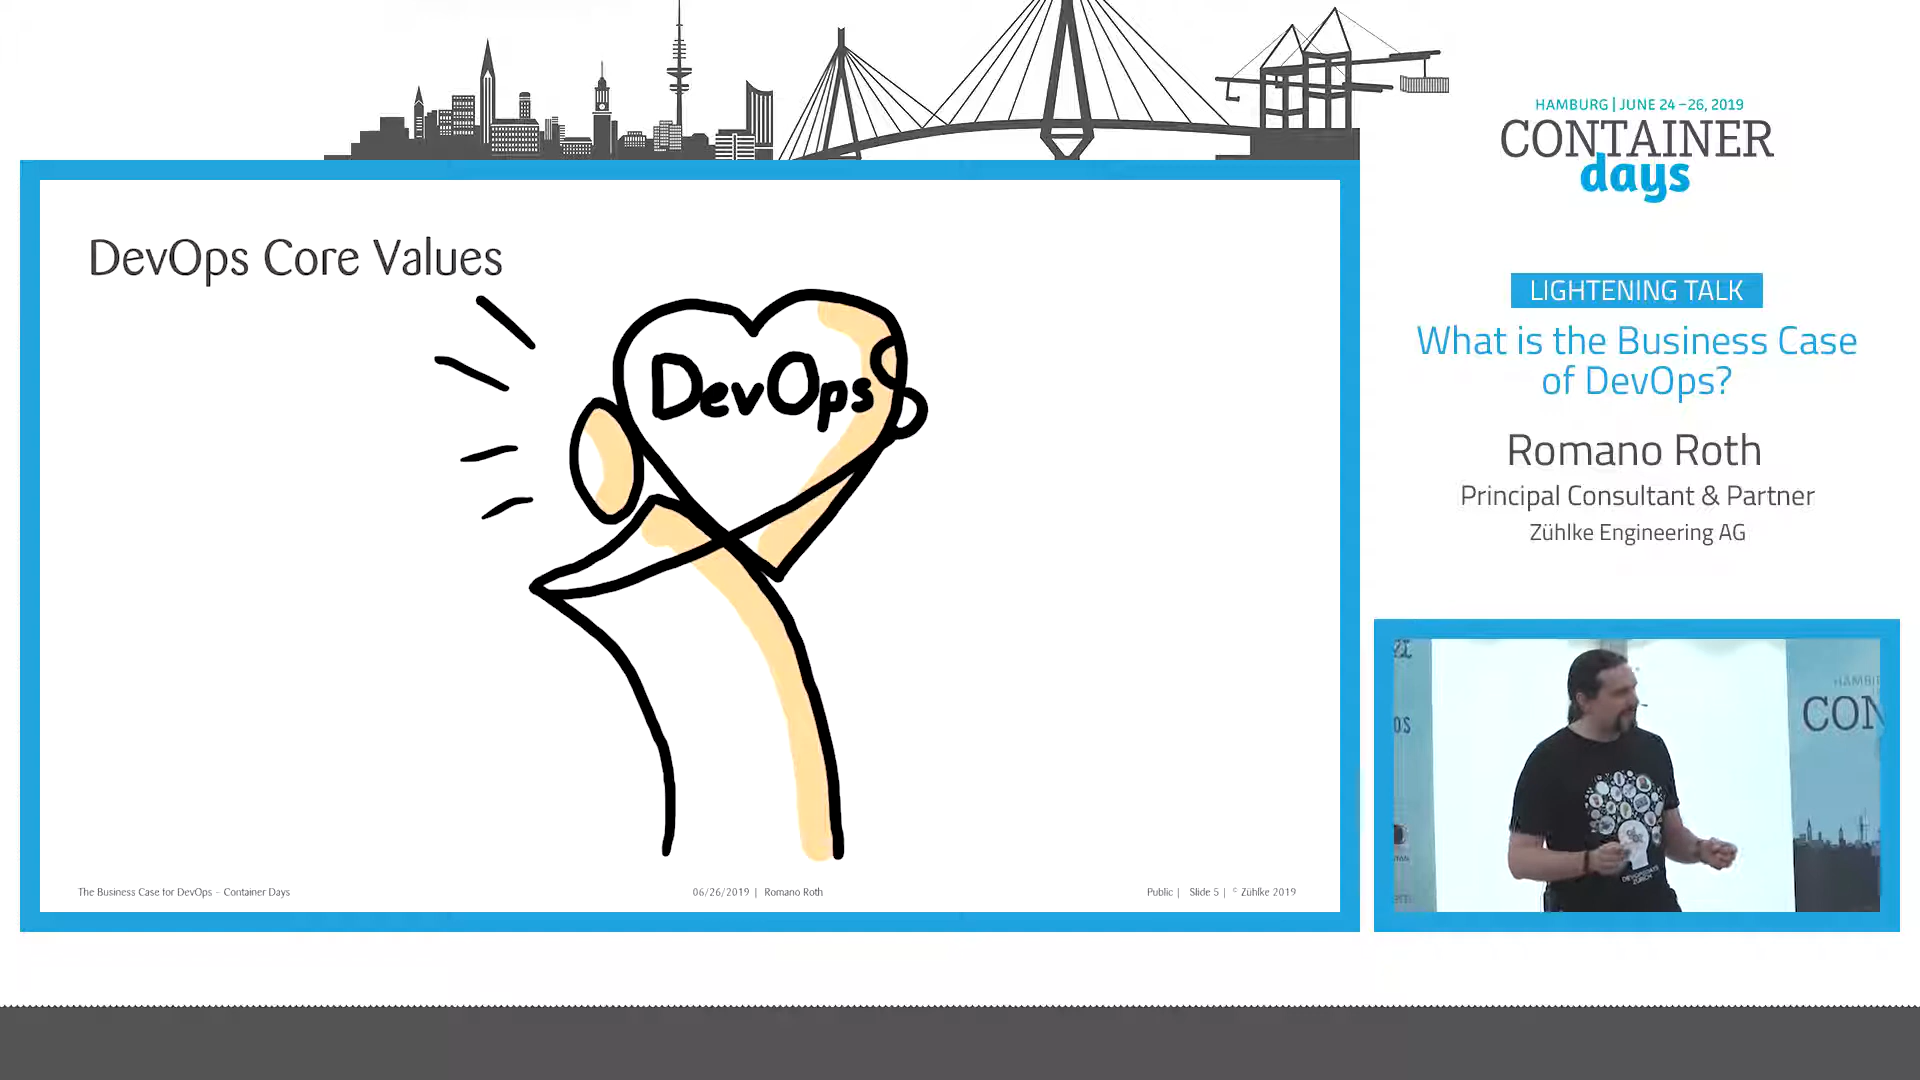 HAMBURG | JUNE 24 – 26, 2019
CONTAINER
days
DevOps Core Values
DevOps
The Business Case for DevOps – Container Days
06/26/2019 | Romano Roth
Public | Slide 5 | © Zühlke 2019
LIGHTENING TALK
What is the Business Case
of DevOps?
Romano Roth
Principal Consultant & Partner
Zühlke Engineering AG
CON